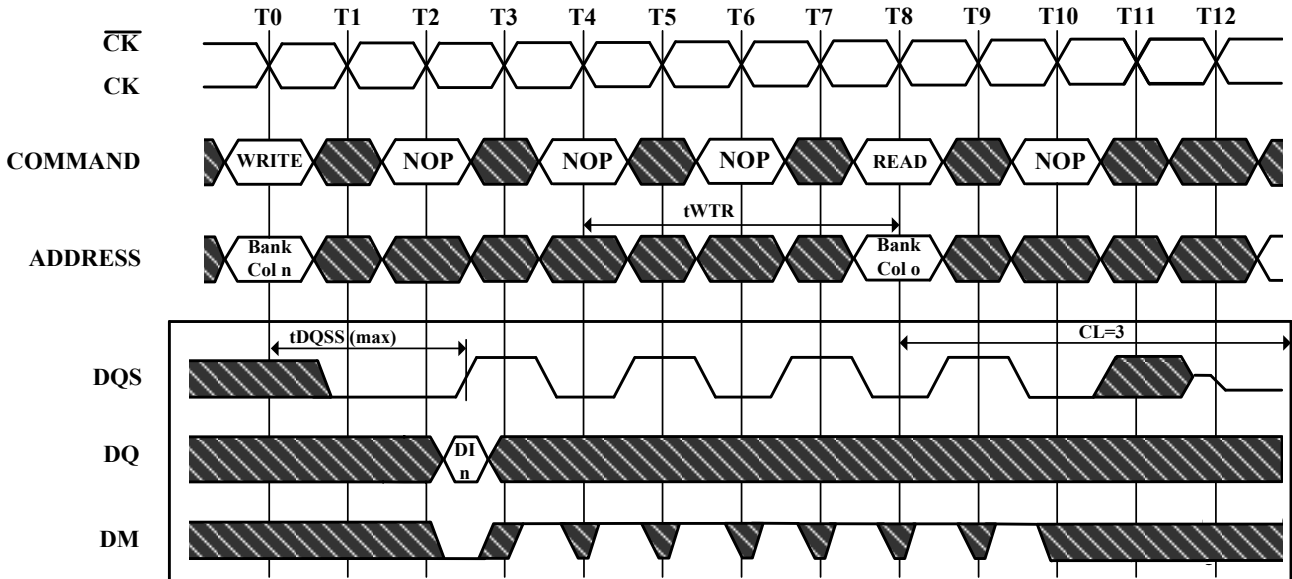 T0 T1 T2 T3 T4 T5 T6 T7 T8 T9 T10 T11 T12
CK
CK
COMMAND WRITE NOP NOP NOP READ NOP
tWTR
ADDRESS Bank Col n Bank Col o
tDQSS (max) CL=3
DQS
DQ DI n
DM